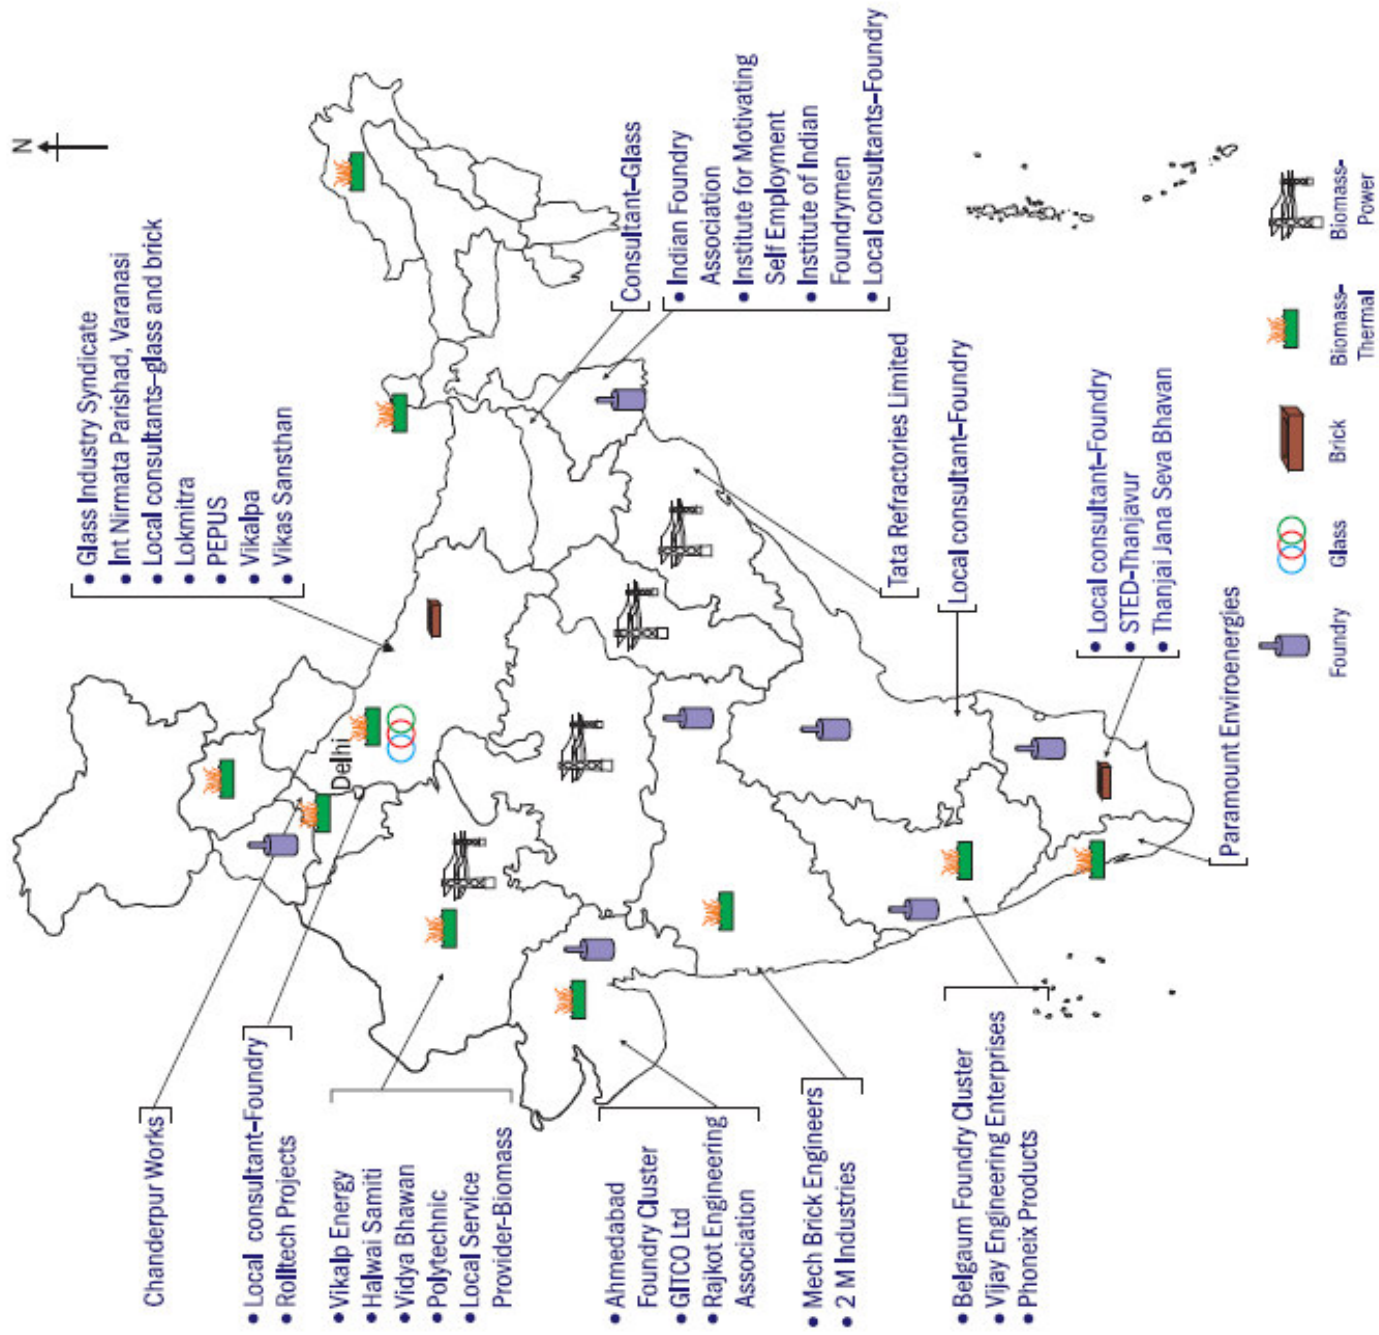 N
• Glass Industry Syndicate
• Int Nirmata Parishad, Varanasi
• Local consultants–glass and brick
• Lokmitra
• PEPUS
• Vikalpa
• Vikas Sansthan
Consultant–Glass
• Indian Foundry
Association
• Institute for Motivating
Self Employment
• Institute of Indian
Foundrymen
• Local consultants–Foundry
Tata Refractories Limited
Local consultant–Foundry
• Local consultant–Foundry
• STED–Thanjavur
• Thanjai Jana Seva Bhavan
Paramount Enviroenergies
Delhi
Chanderpur Works
• Local consultant–Foundry
• Rolltech Projects
• Vikalp Energy
• Halwai Samiti
• Vidya Bhawan
• Polytechnic
• Local Service
Provider-Biomass
• Ahmedabad
Foundry Cluster
• GITCO Ltd
• Rajkot Engineering
Association
• Mech Brick Engineers
• 2 M Industries
• Belgaum Foundry Cluster
• Vijay Engineering Enterprises
• Phoneix Products
Foundry
Glass
Brick
Biomass–
Thermal
Biomass–
Power